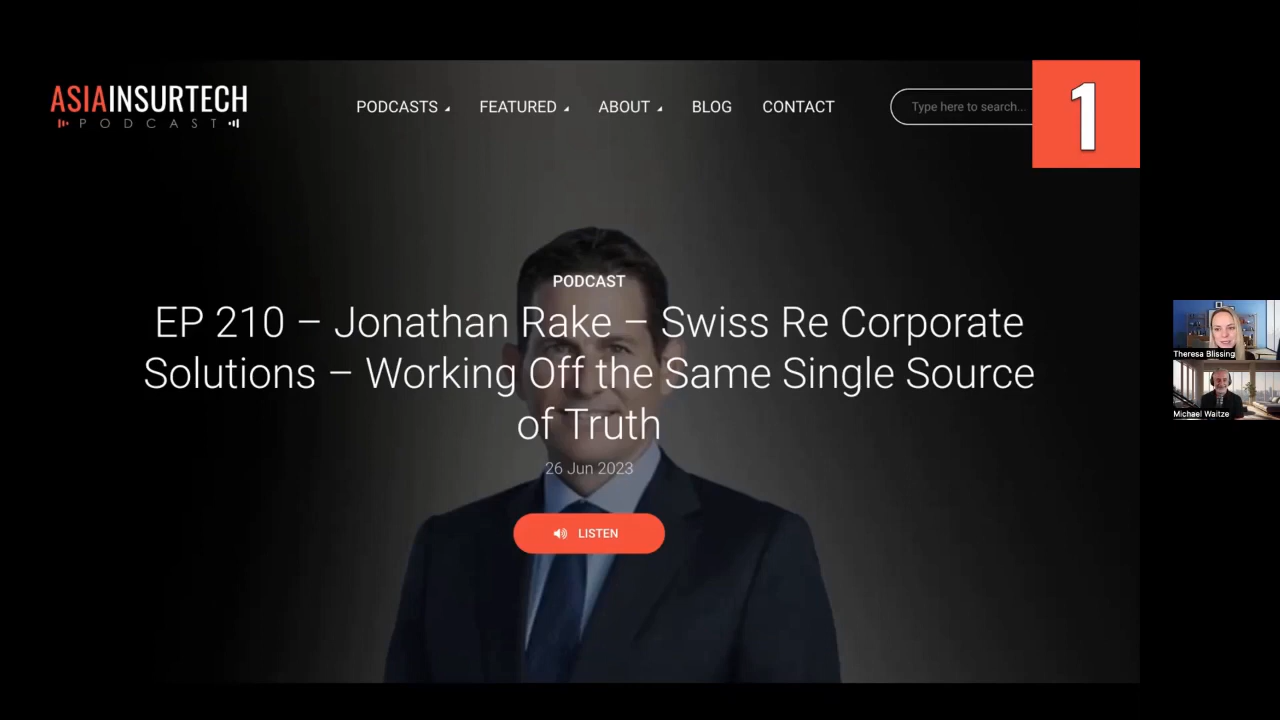 ASIAINSURTECH
PODCAST
PODCASTS
FEATURED
ABOUT
BLOG
CONTACT
Type here to search...
1
PODCAST
EP 210 – Jonathan Rake – Swiss Re Corporate
Solutions – Working Off the Same Single Source
of Truth
26 Jun 2023
LISTEN
Theresa Blissing
Michael Waitze